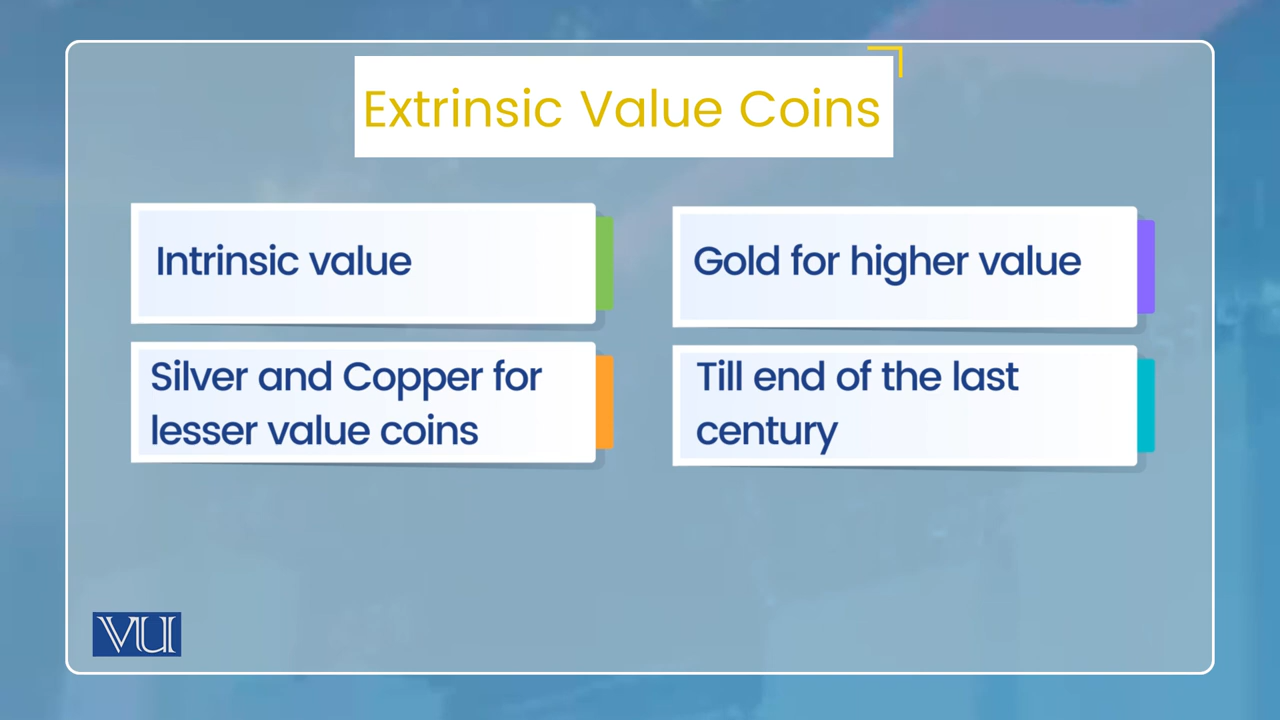 Extrinsic Value Coins
Intrinsic value
Gold for higher value
Silver and Copper for
lesser value coins
Till end of the last
century
VU